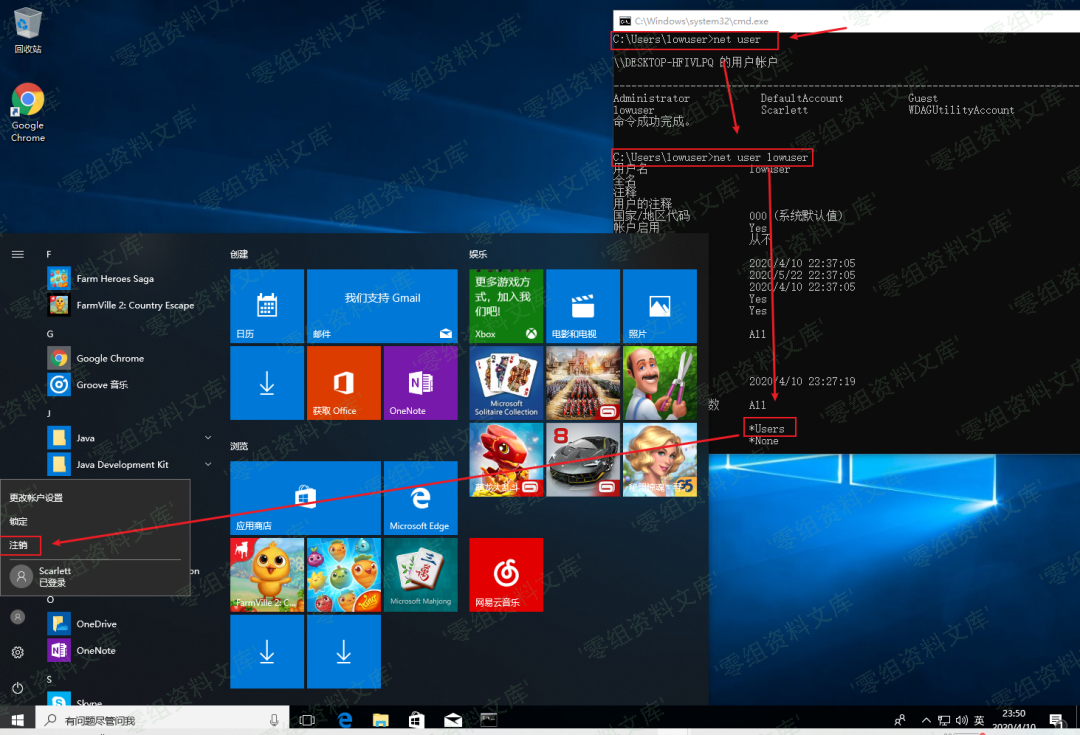 回收站
Google
Chrome
C:\Windows\system32\cmd.exe
C:\Users\lowuser>net user
\\DESKTOP-HFIVLPQ 的用户帐户
-------------------------------------------------------------------------------
Administrator DefaultAccount Guest
lowuser Scarlett WDAGUtilityAccount
命令成功完成。
C:\Users\lowuser>net user lowuser
用户名 lowuser
全名
注释
用户的注释
国家/地区代码 000 (系统默认值)
帐户启用 Yes
从不
2020/4/10 22:37:05
2020/5/22 22:37:05
2020/4/10 22:37:05
Yes
Yes
All
2020/4/10 23:27:19
数 All
*Users
*None
F
Farm Heroes Saga
FarmVille 2: Country Escape
G
Google Chrome
Groove 音乐
J
Java
Java Development Kit
更改帐户设置
锁定
注销
Scarlett
已登录
on
O
OneDrive
OneNote
S
Skype
创建
日历
我们支持 Gmail
邮件
获取 Office
OneNote
浏览
应用商店
Microsoft Edge
FarmVille 2: C...
Microsoft Mahjong
娱乐
更多游戏方
式，加入我
们吧!
Xbox
电影和电视
照片
Microsoft
Solitaire Collection
网易云音乐
有问题尽管问我
英
23:50
2020/4/10
'零组资料文库'